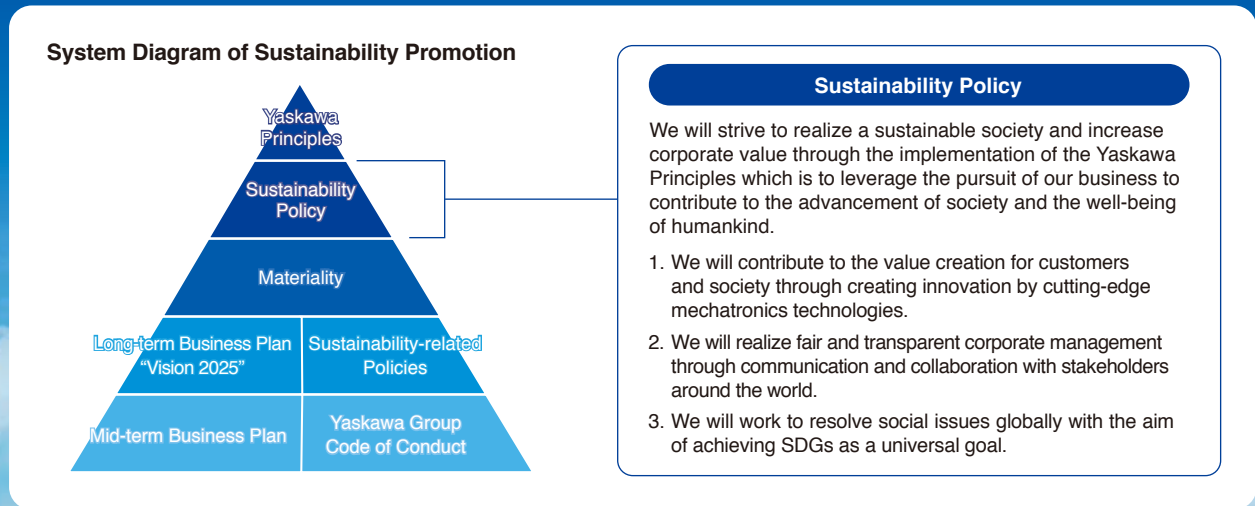 System Diagram of Sustainability Promotion
Yaskawa
Principles
Sustainability
Policy
Materiality
Long-term Business Plan
“Vision 2025”
Sustainability-related
Policies
Mid-term Business Plan
Yaskawa Group
Code of Conduct
Sustainability Policy
We will strive to realize a sustainable society and increase
corporate value through the implementation of the Yaskawa
Principles which is to leverage the pursuit of our business to
contribute to the advancement of society and the well-being
of humankind.
1. We will contribute to the value creation for customers
and society through creating innovation by cutting-edge
mechatronics technologies.
2. We will realize fair and transparent corporate management
through communication and collaboration with stakeholders
around the world.
3. We will work to resolve social issues globally with the aim
of achieving SDGs as a universal goal.